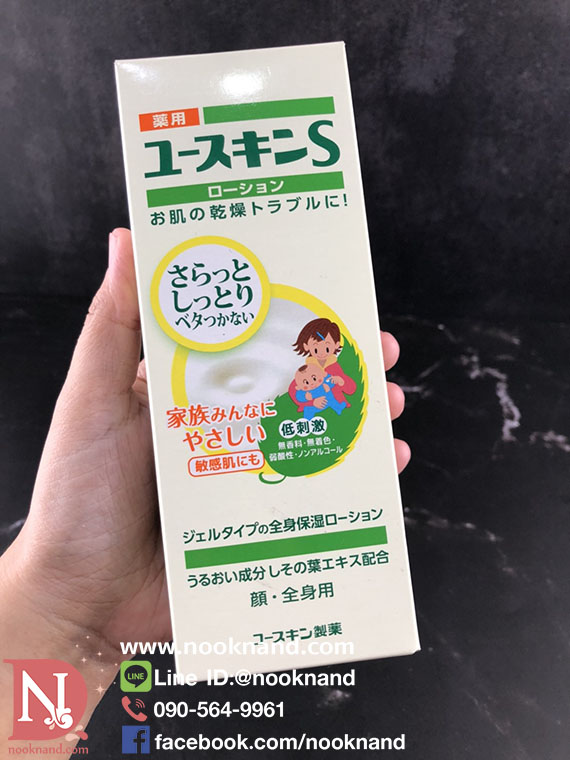 薬用
ユースキンS
ローション
お肌の乾燥トラブルに!
さらっと
しっとり
ベタつかない
家族みんなに
やさしい
敏感肌にも
低刺激
無香料・無着色・
弱酸性・ノンアルコール
ジェルタイプの全身保湿ローション
うるおい成分しその葉エキス配合
顔・全身用
ユースキン製薬
www.nooknand.com
LINE Line ID:@nooknand
090-564-9961
facebook.com/nooknand
N
nooknand.com